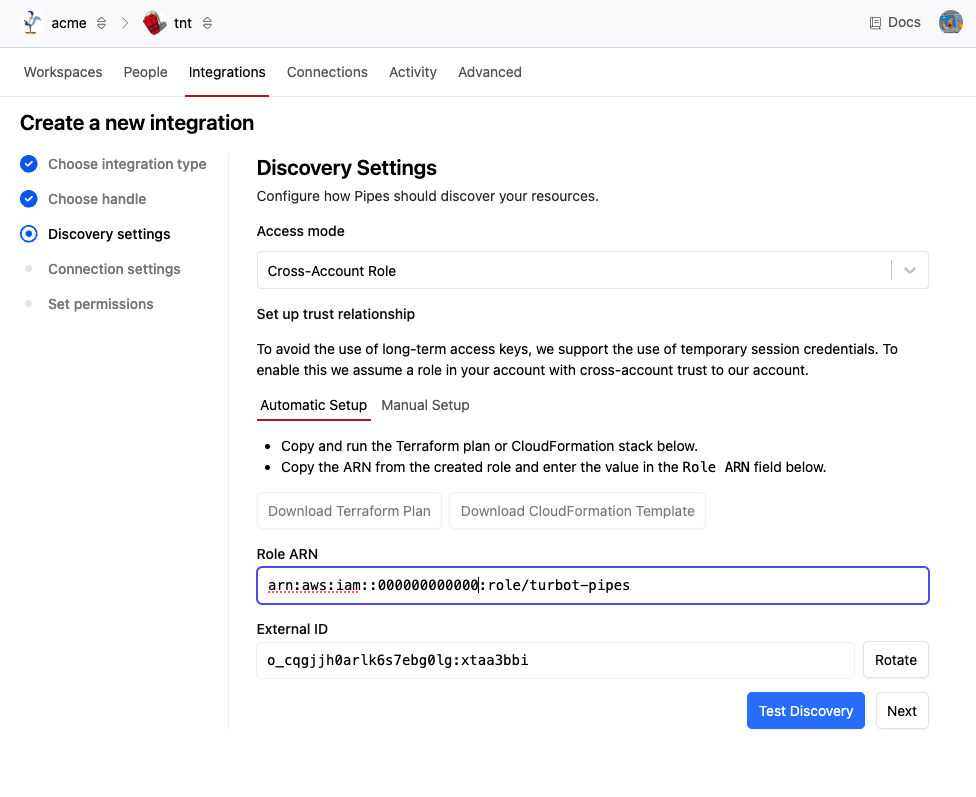 acme
tnt
Docs
Workspaces
People
Integrations
Connections
Activity
Advanced
Create a new integration
Choose integration type
Choose handle
Discovery settings
Connection settings
Set permissions
Discovery Settings
Configure how Pipes should discover your resources.
Access mode
Cross-Account Role
Set up trust relationship
To avoid the use of long-term access keys, we support the use of temporary session credentials. To
enable this we assume a role in your account with cross-account trust to our account.
Automatic Setup
Manual Setup
Copy and run the Terraform plan or CloudFormation stack below.
Copy the ARN from the created role and enter the value in the Role ARN field below.
Download Terraform Plan
Download CloudFormation Template
Role ARN
arn:aws:iam::000000000000:role/turbot-pipes
External ID
o_cqgjjh0arlk6s7ebg0lg:xtaa3bbi
Rotate
Test Discovery
Next